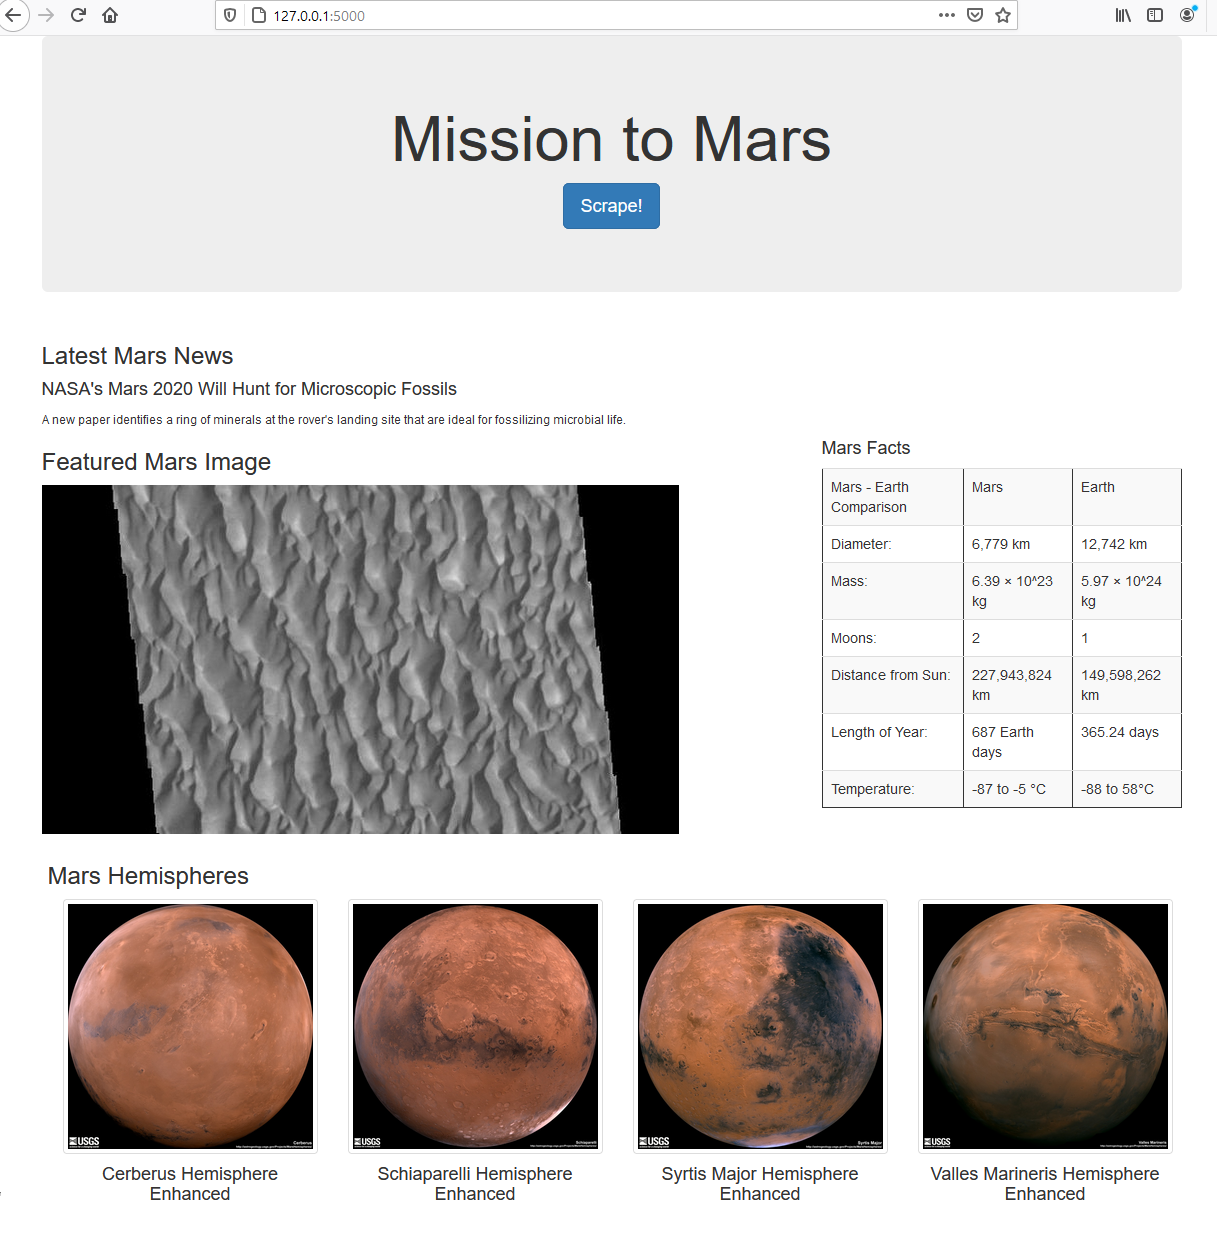 127.0.0.1:5000
Mission to Mars
Scrape!
Latest Mars News
NASA's Mars 2020 Will Hunt for Microscopic Fossils
A new paper identifies a ring of minerals at the rover's landing site that are ideal for fossilizing microbial life.
Featured Mars Image
Mars Facts
Mars - Earth Comparison Mars Earth
Diameter: 6,779 km 12,742 km
Mass: 6.39 × 10^23 kg 5.97 × 10^24 kg
Moons: 2 1
Distance from Sun: 227,943,824 km 149,598,262 km
Length of Year: 687 Earth days 365.24 days
Temperature: -87 to -5 °C -88 to 58°C
Mars Hemispheres
USGS Cerberus
USGS Schiaparelli
USGS Syrtis Major
USGS Valles Marineris
Cerberus Hemisphere
Enhanced
Schiaparelli Hemisphere
Enhanced
Syrtis Major Hemisphere
Enhanced
Valles Marineris Hemisphere
Enhanced